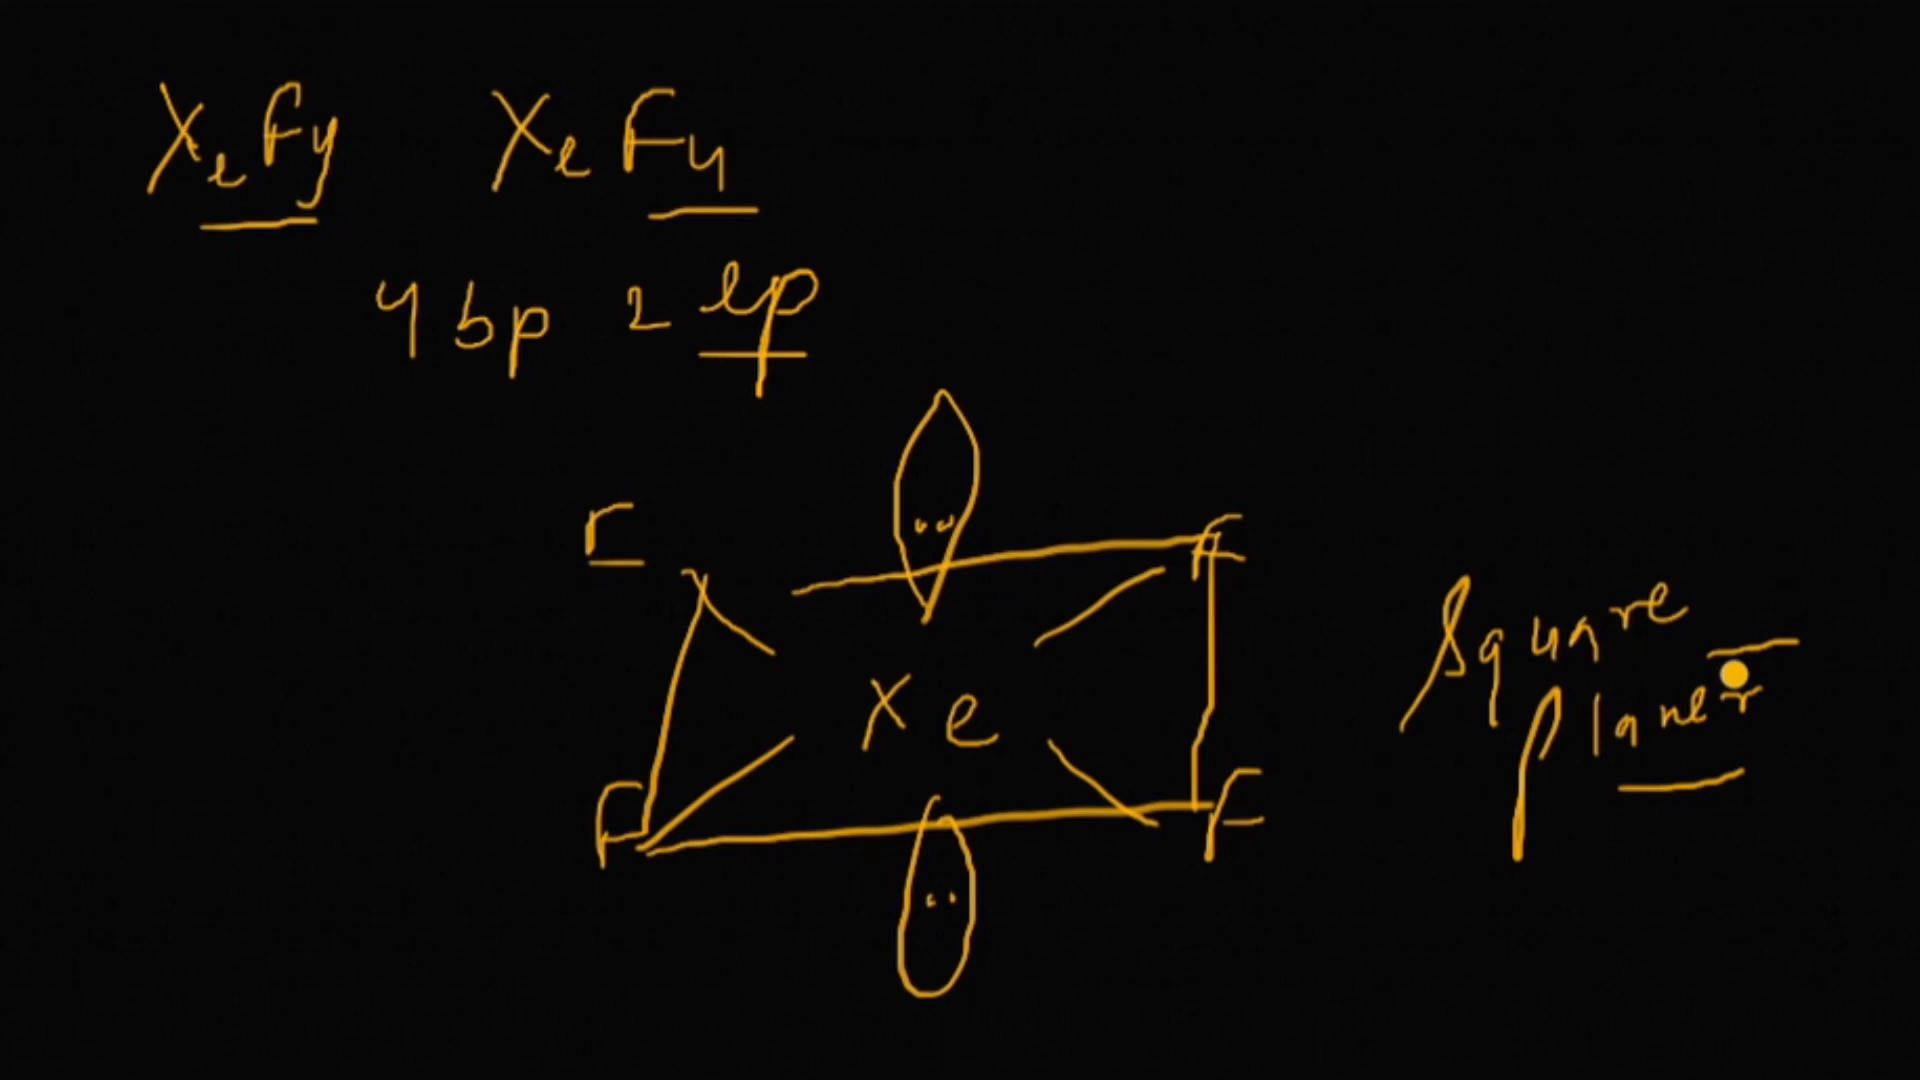 XeFy XeF4
4 bp 2 lp
F F
Xe
F F
Square
Planer